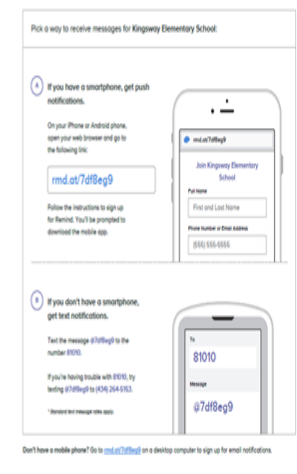 Pick a way to receive messages for Kingsway Elementary School:
A
If you have a smartphone, get push
notifications.
On your iPhone or Android phone,
open your web browser and go to
the following link:
rmd.at/7df8eg9
Follow the instructions to sign up
for Remind. You'll be prompted to
download the mobile app.
rmd.at/7df8eg9
Join Kingsway Elementary
School
Full Name
First and Last Name
Phone Number or Email Address
(555) 555-5555
B
If you don't have a smartphone,
get text notifications.
Text the message @7df8eg9 to the
number 81010.
If you're having trouble with 81010, try
texting @7df8eg9 to (434) 264-5163.
* Standard text message rates apply.
To
81010
Message
@7df8eg9
Don't have a mobile phone? Go to rmd.at/7df8eg9 on a desktop computer to sign up for email notifications.